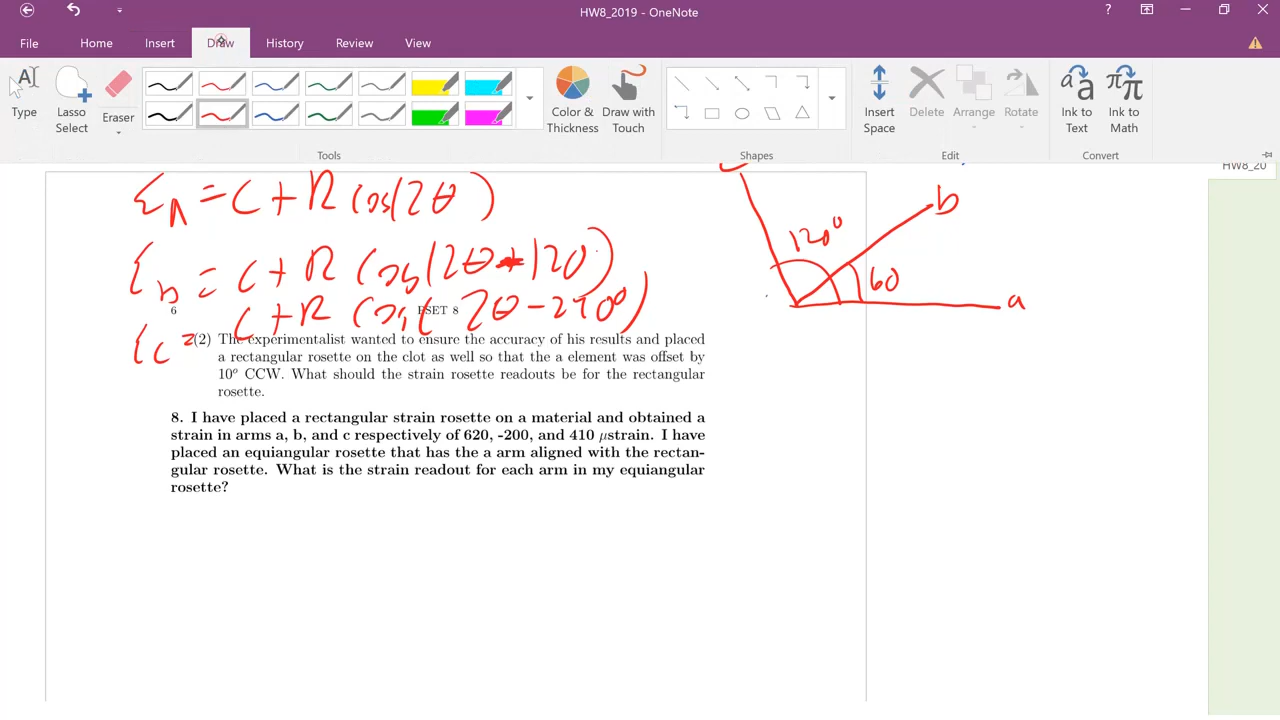 HW8_2019 - OneNote
?
File Home Insert Draw History Review View
Type
Lasso Select
Eraser
Color & Thickness
Draw with Touch
Insert Space
Delete
Arrange
Rotate
Ink to Text
Ink to Math
Tools
Shapes
Edit
Convert
HW8_20
ε_A = C + R Cos(2θ)
ε_b = C + R Cos(2θ - 120)
ε_c = C + R Cos(2θ - 240°)
b
120°
60
a
6
PSET 8
(2) The experimentalist wanted to ensure the accuracy of his results and placed
a rectangular rosette on the clot as well so that the a element was offset by
10° CCW. What should the strain rosette readouts be for the rectangular
rosette.
8. I have placed a rectangular strain rosette on a material and obtained a
strain in arms a, b, and c respectively of 620, -200, and 410 μstrain. I have
placed an equiangular rosette that has the a arm aligned with the rectan-
gular rosette. What is the strain readout for each arm in my equiangular
rosette?